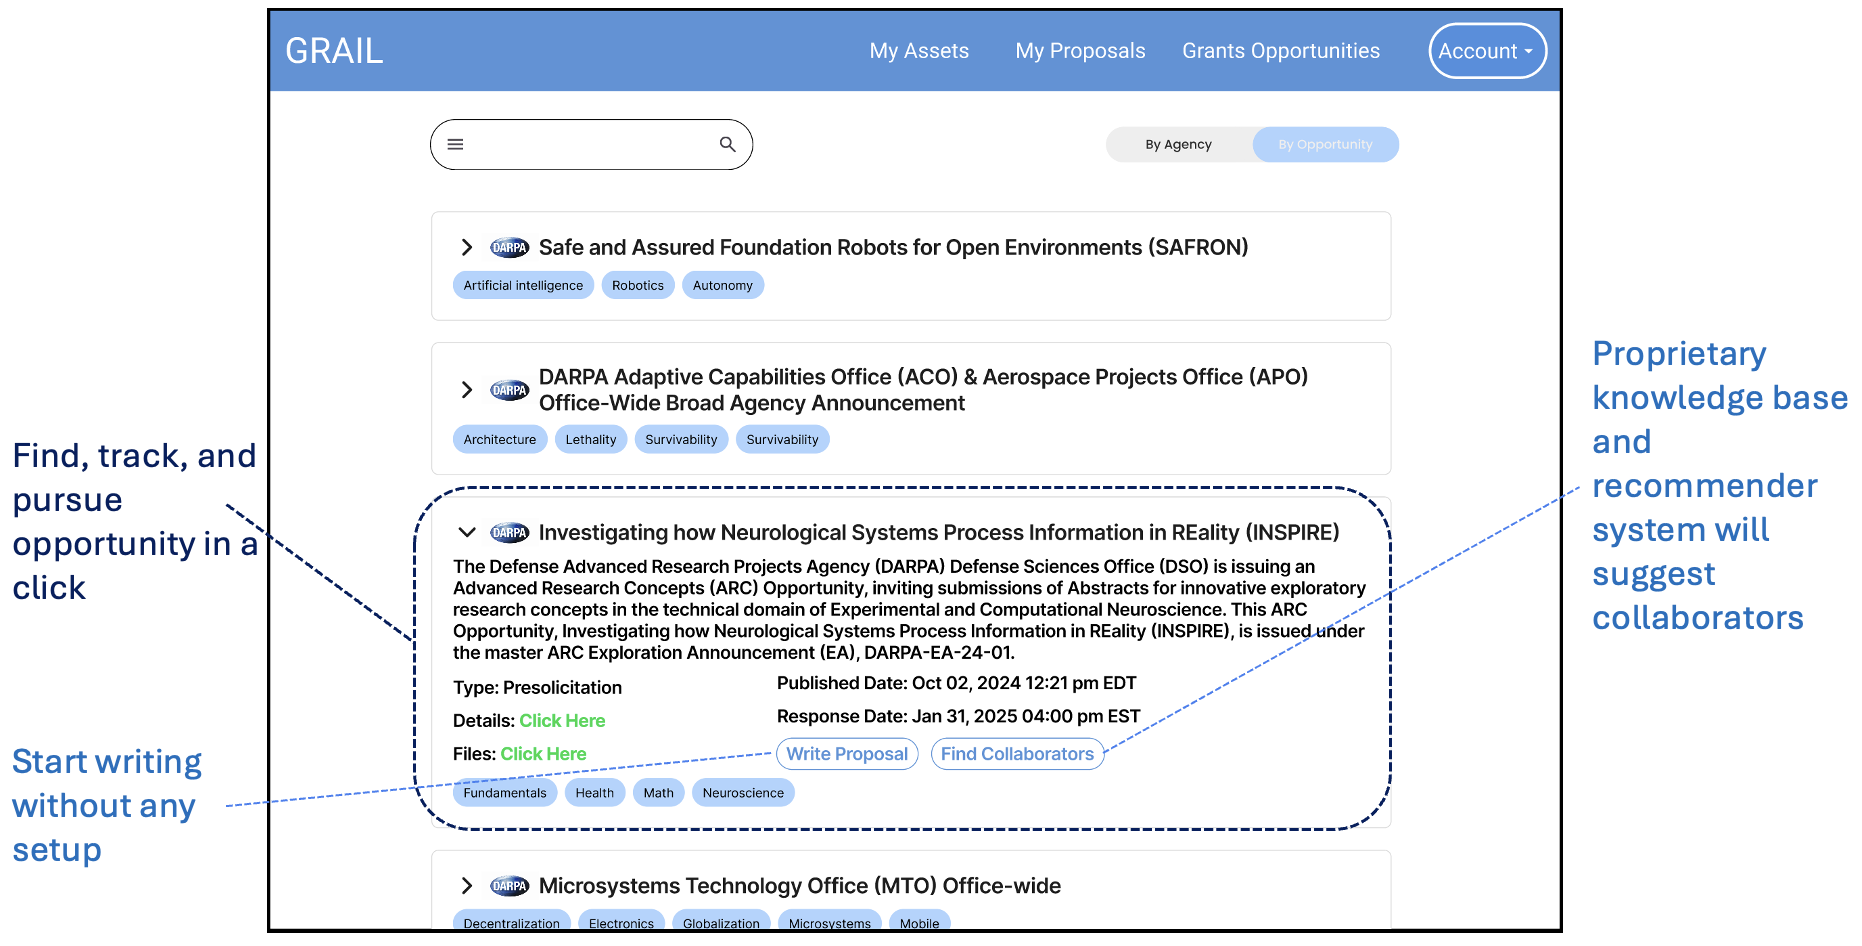 GRAIL
My Assets
My Proposals
Grants Opportunities
Account
By Agency
By Opportunity
DARPA
Safe and Assured Foundation Robots for Open Environments (SAFRON)
Artificial intelligence
Robotics
Autonomy
DARPA
DARPA Adaptive Capabilities Office (ACO) & Aerospace Projects Office (APO)
Office-Wide Broad Agency Announcement
Architecture
Lethality
Survivability
Survivability
Find, track, and
pursue
opportunity in a
click
DARPA
Investigating how Neurological Systems Process Information in REality (INSPIRE)
The Defense Advanced Research Projects Agency (DARPA) Defense Sciences Office (DSO) is issuing an
Advanced Research Concepts (ARC) Opportunity, inviting submissions of Abstracts for innovative exploratory
research concepts in the technical domain of Experimental and Computational Neuroscience. This ARC
Opportunity, Investigating how Neurological Systems Process Information in REality (INSPIRE), is issued under
the master ARC Exploration Announcement (EA), DARPA-EA-24-01.
Type: Presolicitation
Published Date: Oct 02, 2024 12:21 pm EDT
Details: Click Here
Response Date: Jan 31, 2025 04:00 pm EST
Files: Click Here
Write Proposal
Find Collaborators
Fundamentals
Health
Math
Neuroscience
Proprietary
knowledge base
and
recommender
system will
suggest
collaborators
Start writing
without any
setup
DARPA
Microsystems Technology Office (MTO) Office-wide
Decentralization
Electronics
Globalization
Microsystems
Mobile